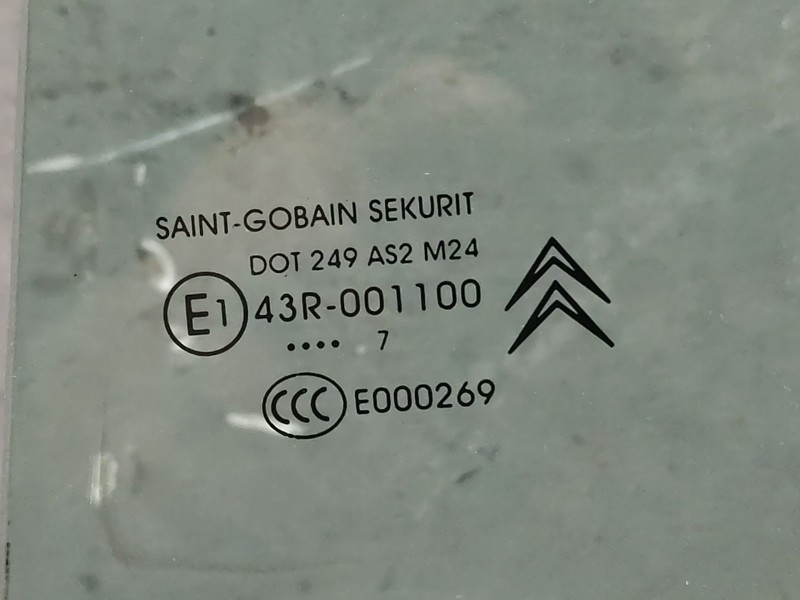 SAINT-GOBAIN SEKURIT
DOT 249 AS2 M24
E1 43R-001100
•••• 7
CCC E000269